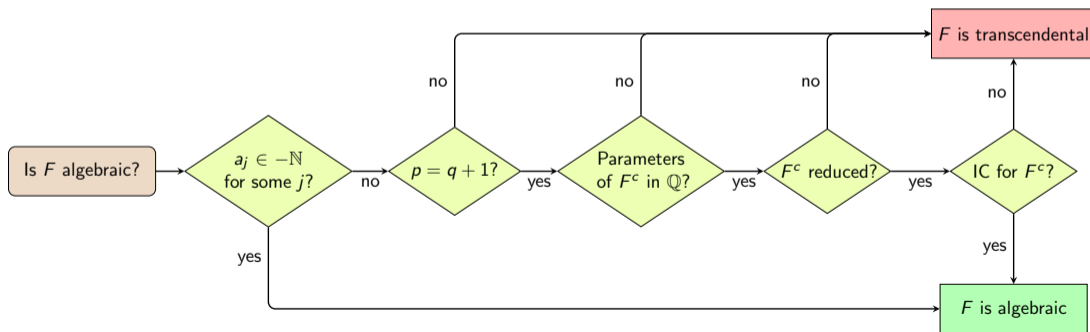 F is transcendental
no
no
no
no
Is F algebraic?
a_j ∈ −ℕ
for some j?
no
p = q + 1?
yes
Parameters
of F^c in ℚ?
yes
F^c reduced?
yes
IC for F^c?
yes
yes
F is algebraic